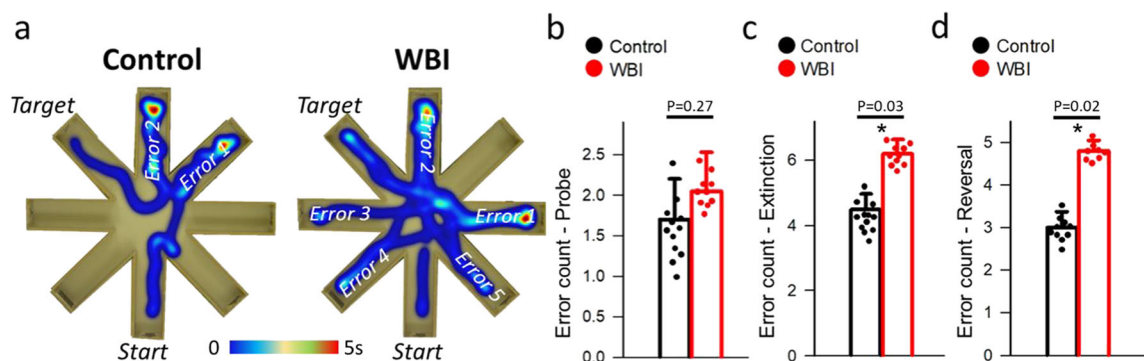 a
Control
WBI
Target
Error 2
Error 1
Start
Target
Error 2
Error 3
Error 1
Error 4
Error 5
Start
0
5s
b
Control
WBI
P=0.27
Error count - Probe
2.5
2.0
1.5
1.0
0.0
c
Control
WBI
P=0.03
*
Error count - Extinction
6
4
2
0
d
Control
WBI
P=0.02
*
Error count - Reversal
5
4
3
2
1
0